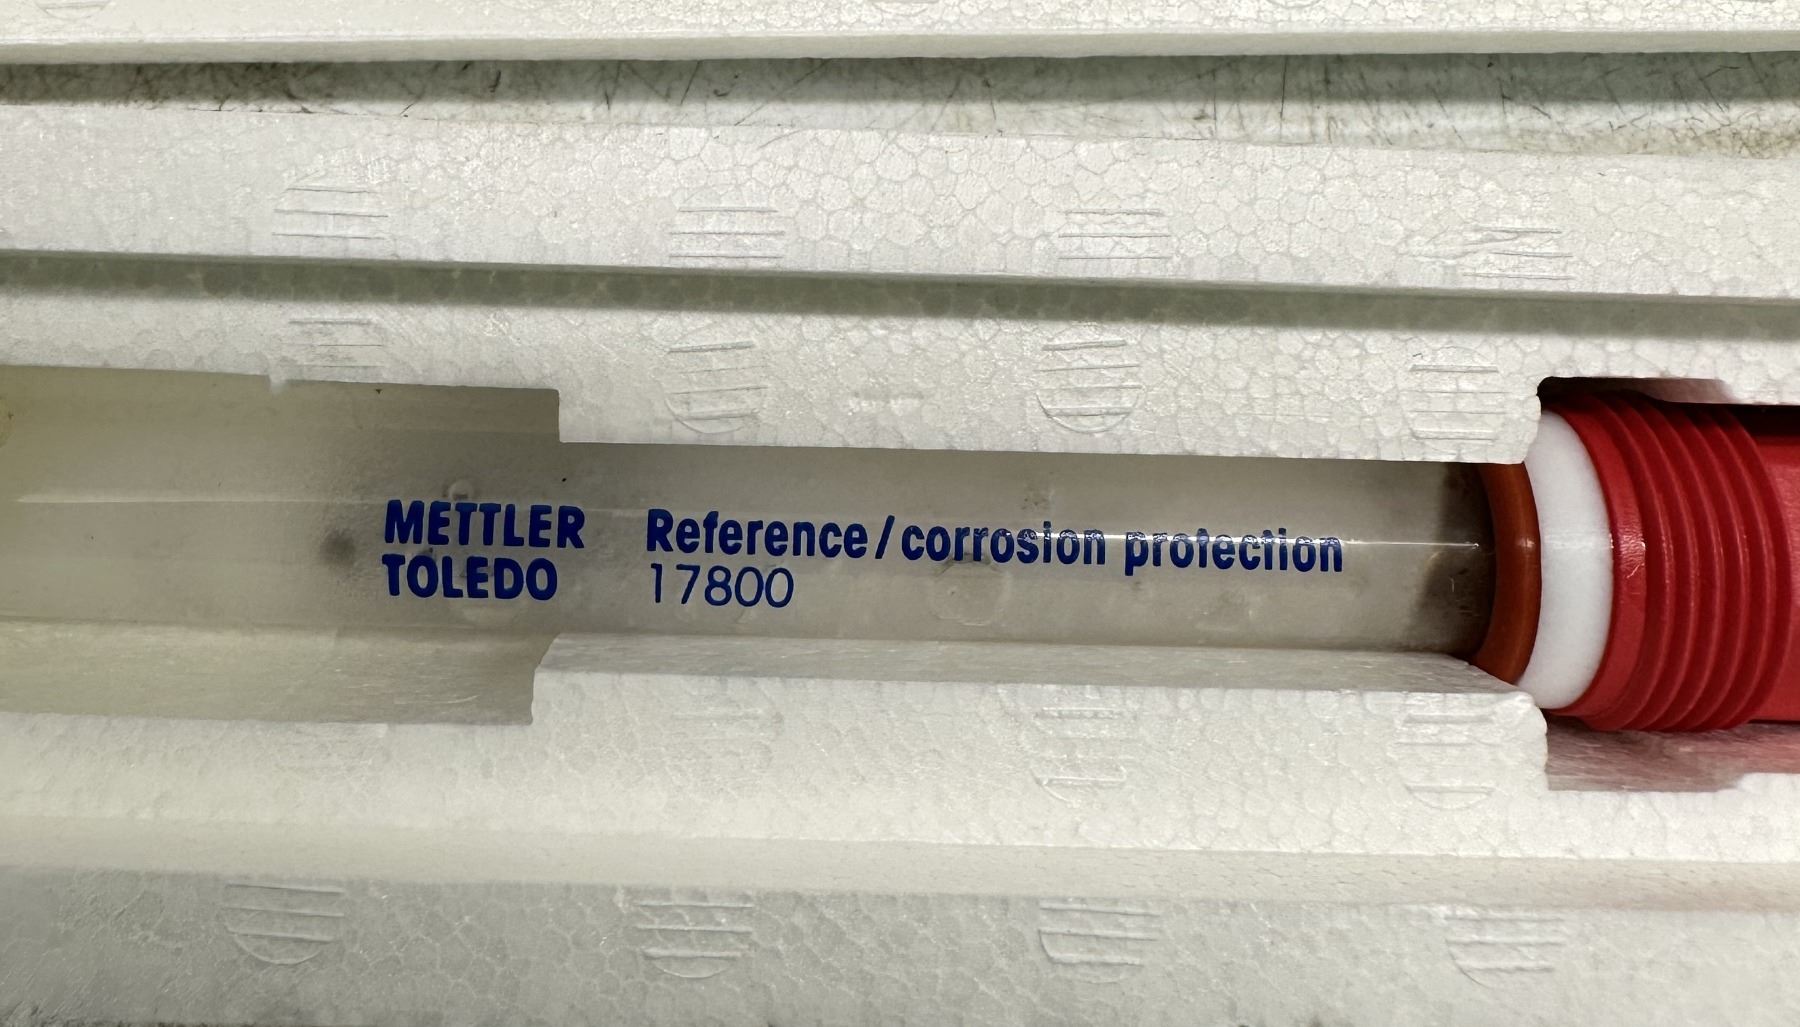 METTLER
TOLEDO
Reference/corrosion protection
17800